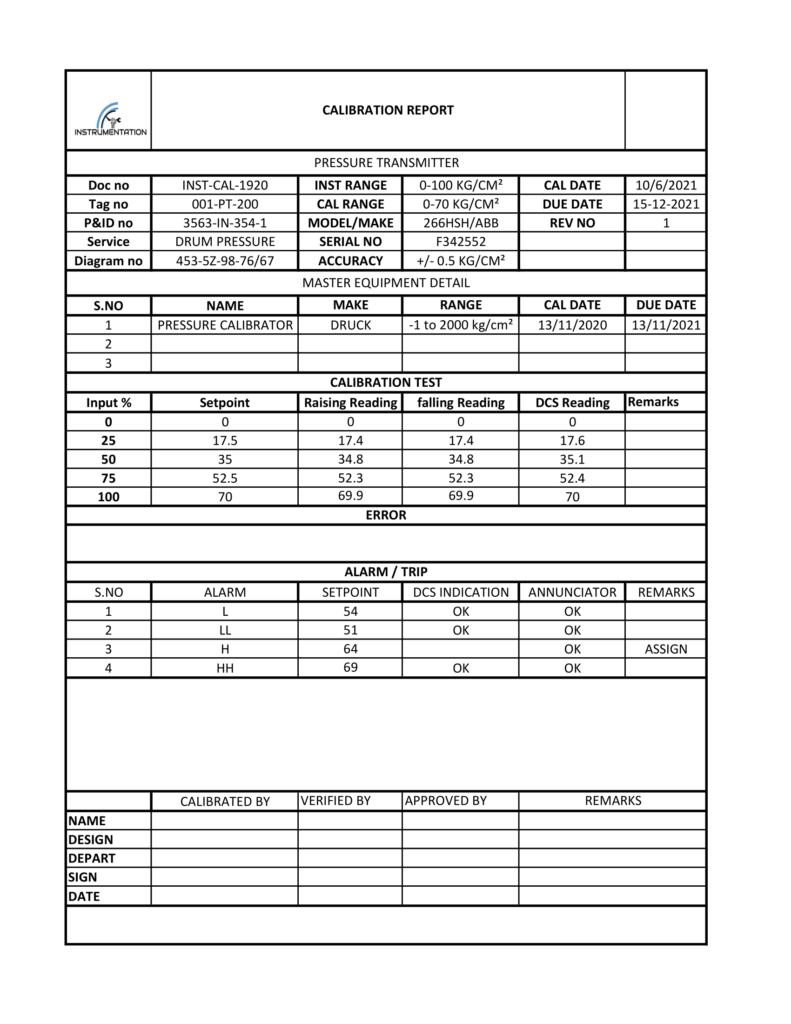 INSTRUMENTATION
CALIBRATION REPORT
PRESSURE TRANSMITTER
Doc no INST-CAL-1920 INST RANGE 0-100 KG/CM² CAL DATE 10/6/2021
Tag no 001-PT-200 CAL RANGE 0-70 KG/CM² DUE DATE 15-12-2021
P&ID no 3563-IN-354-1 MODEL/MAKE 266HSH/ABB REV NO 1
Service DRUM PRESSURE SERIAL NO F342552
Diagram no 453-5Z-98-76/67 ACCURACY +/- 0.5 KG/CM²
MASTER EQUIPMENT DETAIL
S.NO NAME MAKE RANGE CAL DATE DUE DATE
1 PRESSURE CALIBRATOR DRUCK -1 to 2000 kg/cm² 13/11/2020 13/11/2021
2
3
CALIBRATION TEST
Input % Setpoint Raising Reading falling Reading DCS Reading Remarks
0 0 0 0 0
25 17.5 17.4 17.4 17.6
50 35 34.8 34.8 35.1
75 52.5 52.3 52.3 52.4
100 70 69.9 69.9 70
ERROR
ALARM / TRIP
S.NO ALARM SETPOINT DCS INDICATION ANNUNCIATOR REMARKS
1 L 54 OK OK
2 LL 51 OK OK
3 H 64 OK ASSIGN
4 HH 69 OK OK
CALIBRATED BY VERIFIED BY APPROVED BY REMARKS
NAME
DESIGN
DEPART
SIGN
DATE